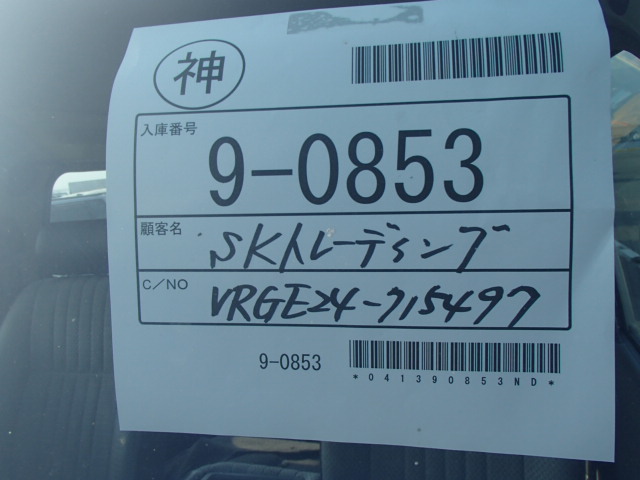 神
入庫番号
9-0853
顧客名
SKトレーディング
C/NO
VRGE24-715497
9-0853
*041390853ND*